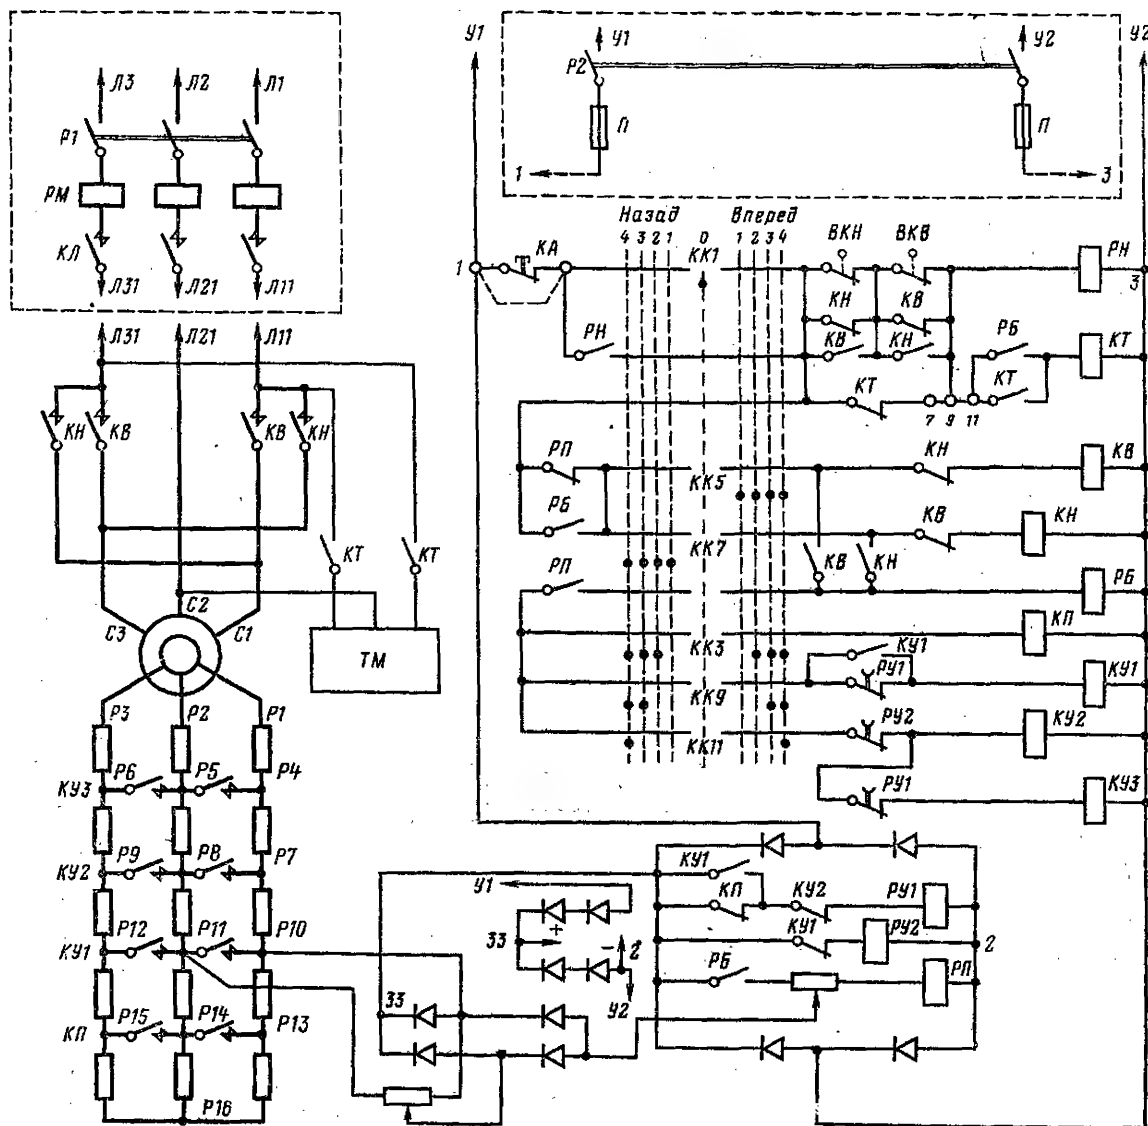 У1
У2
У1
У2
Р2
П
П
1
3
Л3
Л2
Л1
Р1
РМ
КЛ
Л31
Л21
Л11
Л31
Л21
Л11
КН
КВ
КВ
КН
КТ
КТ
С2
С3
С1
ТМ
Назад
Вперед
4 3 2 1
0
1 2 3 4
КК1
1
КА
ВКН
ВКВ
РН
3
КН
КВ
РН
КВ
КН
РБ
КТ
КТ
7
9
11
КТ
РП
КК5
КН
КВ
РБ
КК7
КВ
КН
РП
КВ
КН
РБ
КК3
КП
КУ1
КК9
РУ1
КУ1
КК11
РУ2
КУ2
РУ1
КУ3
Р3
Р2
Р1
КУ3
Р6
Р5
Р4
КУ2
Р9
Р8
Р7
КУ1
Р12
Р11
Р10
КП
Р15
Р14
Р13
Р16
У1
33
+
-
2
У2
33
КУ1
КП
КУ2
РУ1
КУ1
РУ2
2
РБ
РП